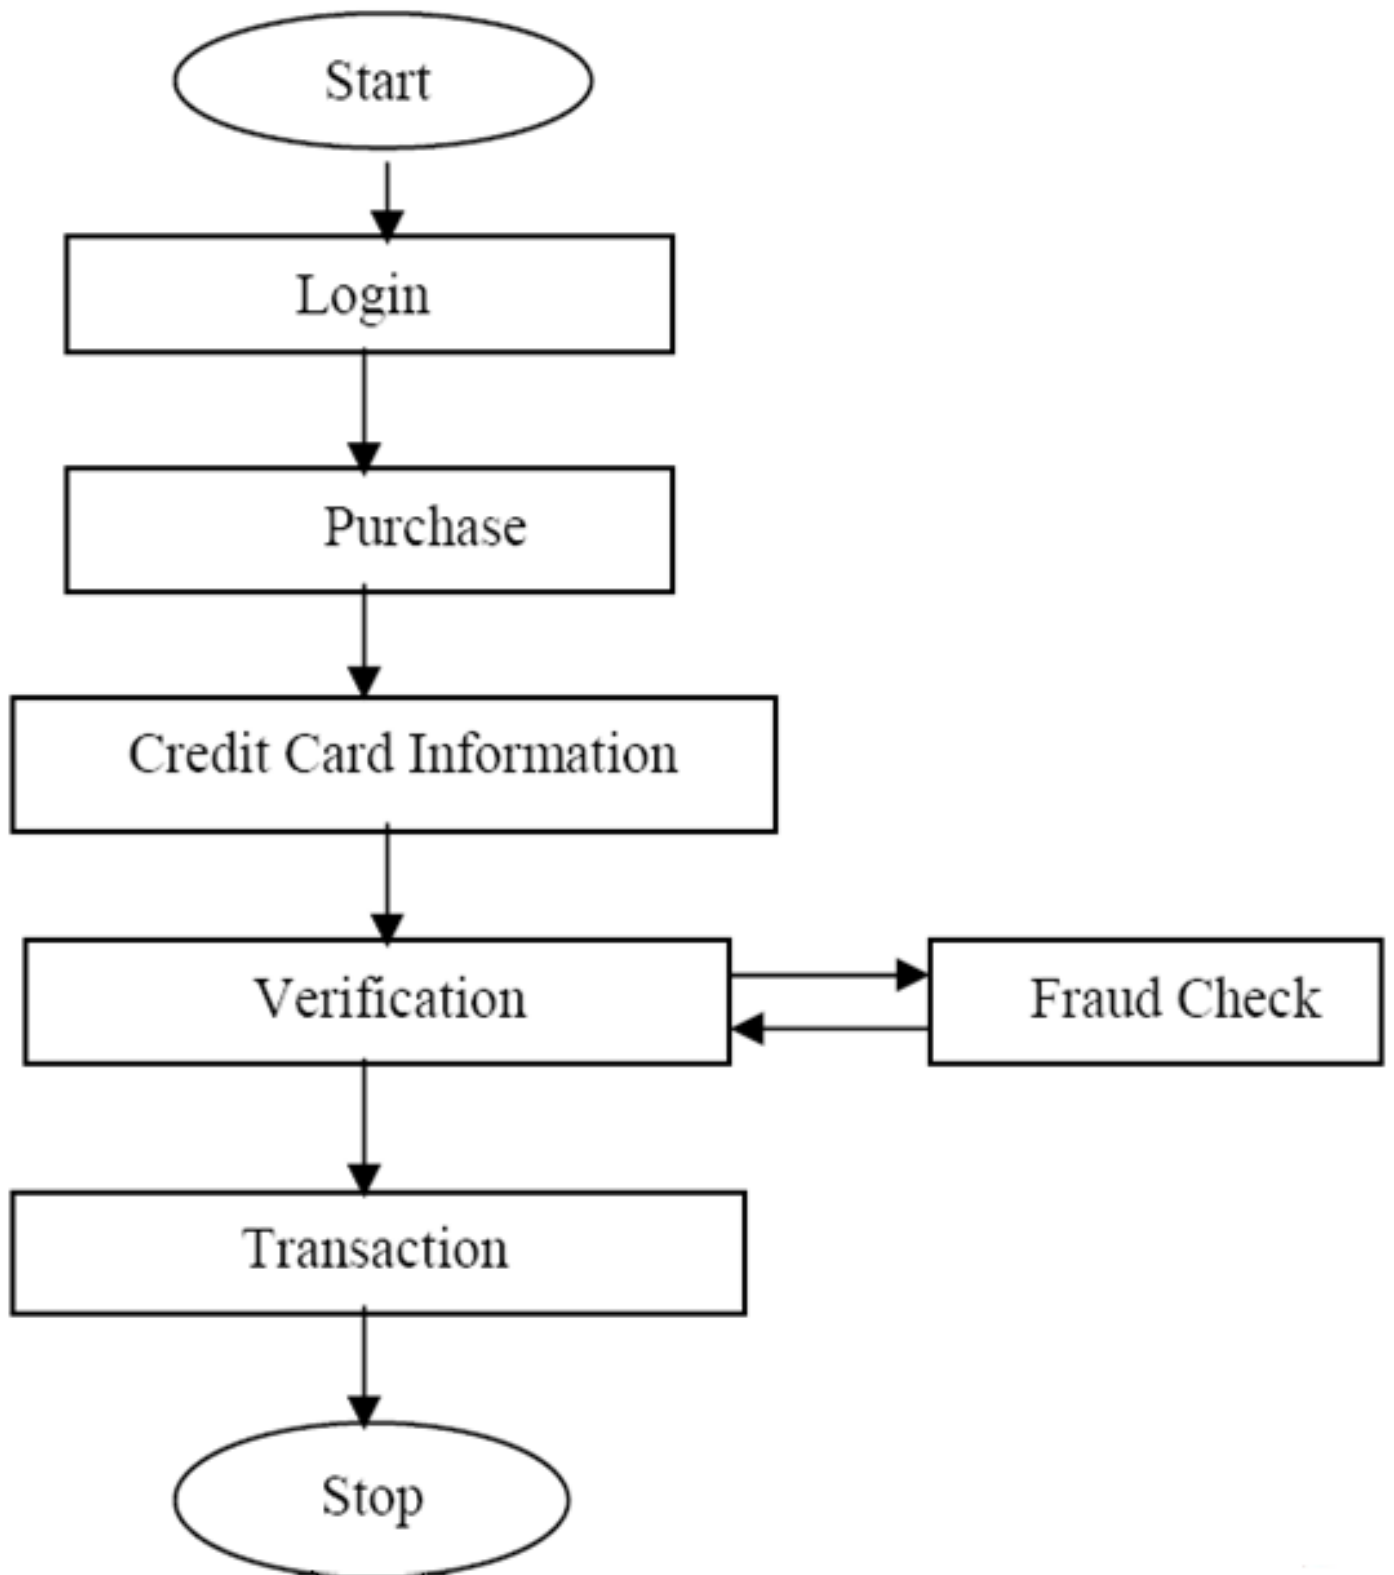 Start
Login
Purchase
Credit Card Information
Verification
Fraud Check
Transaction
Stop